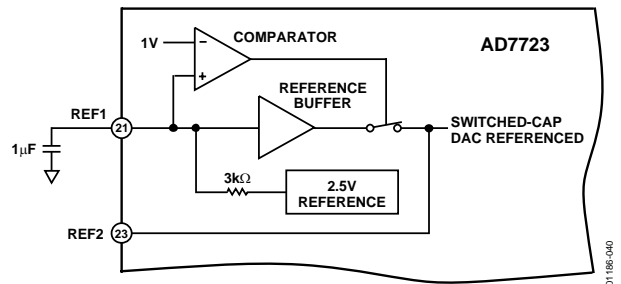 AD7723
1V
COMPARATOR
−
+
REFERENCE
BUFFER
REF1
21
SWITCHED-CAP
DAC REFERENCED
1μF
3kΩ
2.5V
REFERENCE
REF2
23
01186-040